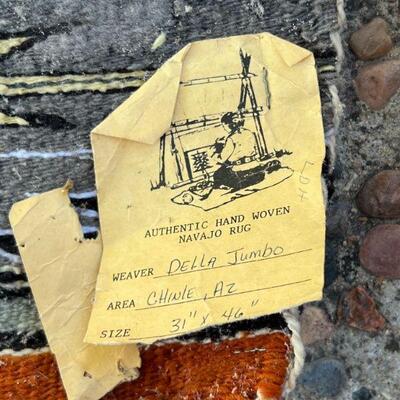 AUTHENTIC HAND WOVEN
NAVAJO RUG
WEAVER DELLA Jumbo
AREA CHINLE, AZ
SIZE 31" x 46"